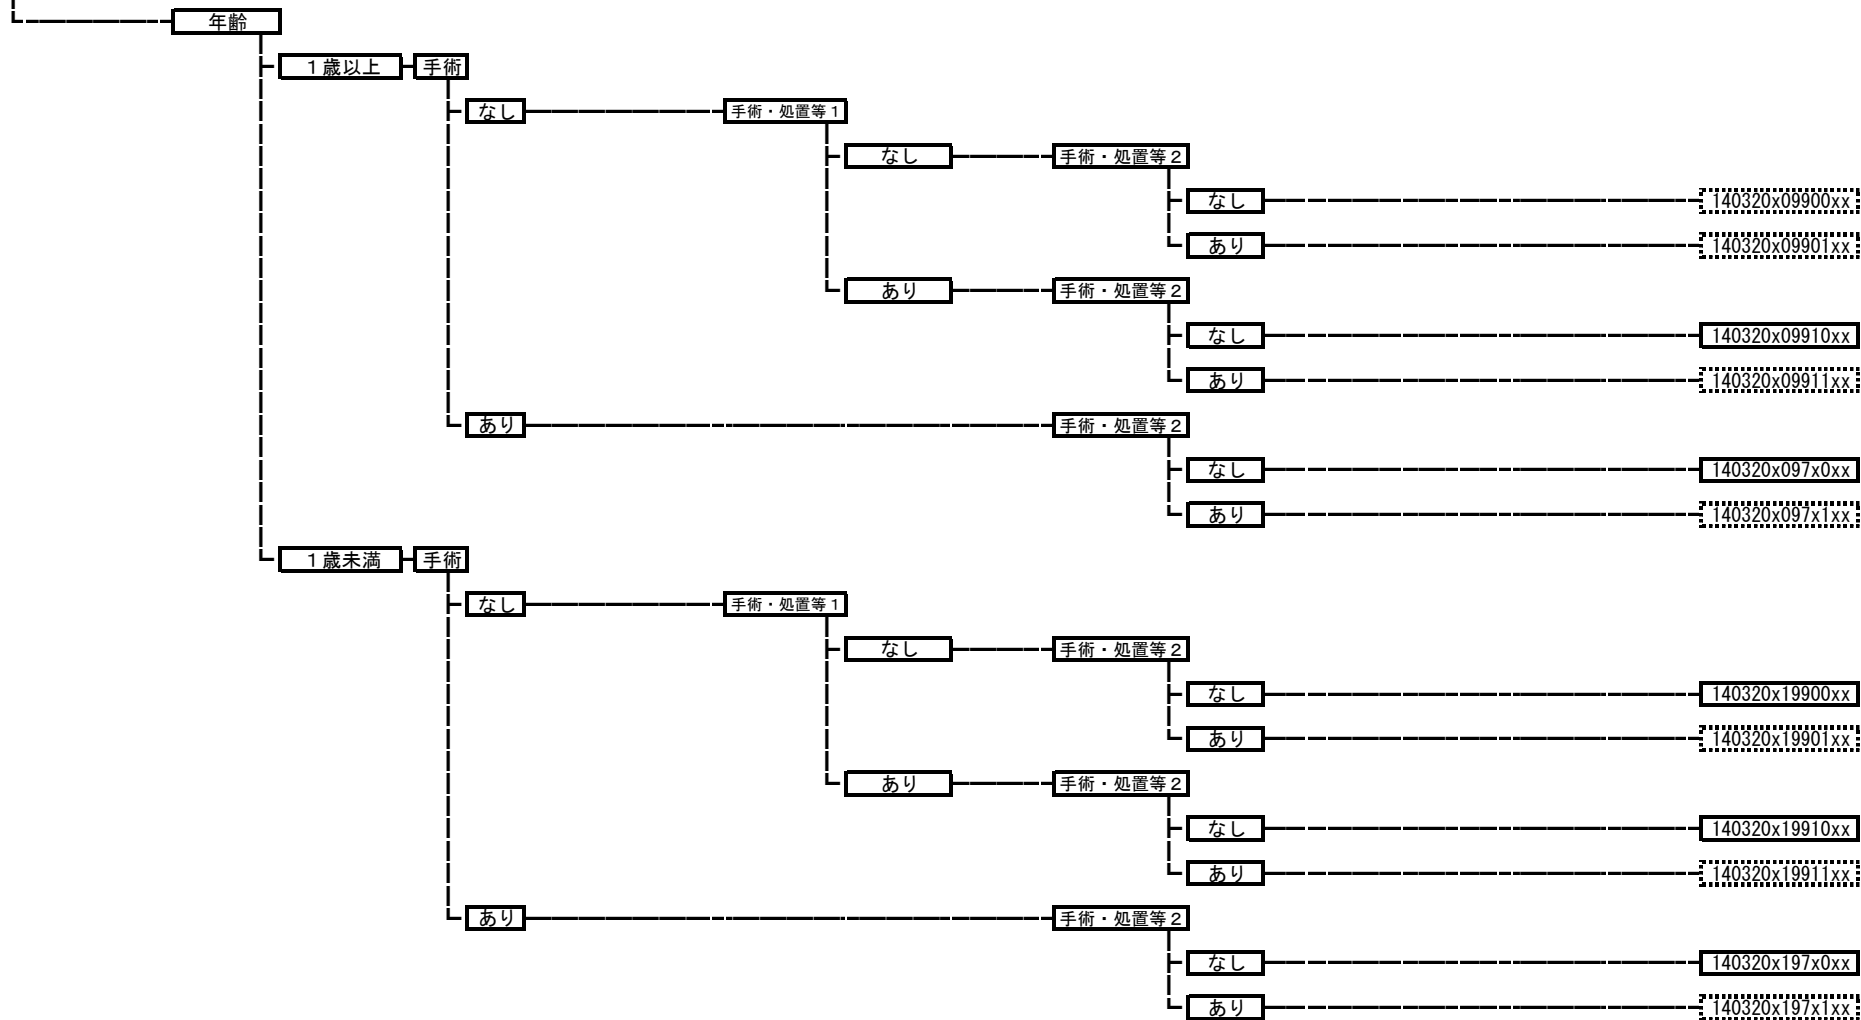 年齢
１歳以上 手術
なし 手術・処置等１
なし 手術・処置等２
なし 140320x09900xx
あり 140320x09901xx
あり 手術・処置等２
なし 140320x09910xx
あり 140320x09911xx
あり 手術・処置等２
なし 140320x097x0xx
あり 140320x097x1xx
１歳未満 手術
なし 手術・処置等１
なし 手術・処置等２
なし 140320x19900xx
あり 140320x19901xx
あり 手術・処置等２
なし 140320x19910xx
あり 140320x19911xx
あり 手術・処置等２
なし 140320x197x0xx
あり 140320x197x1xx